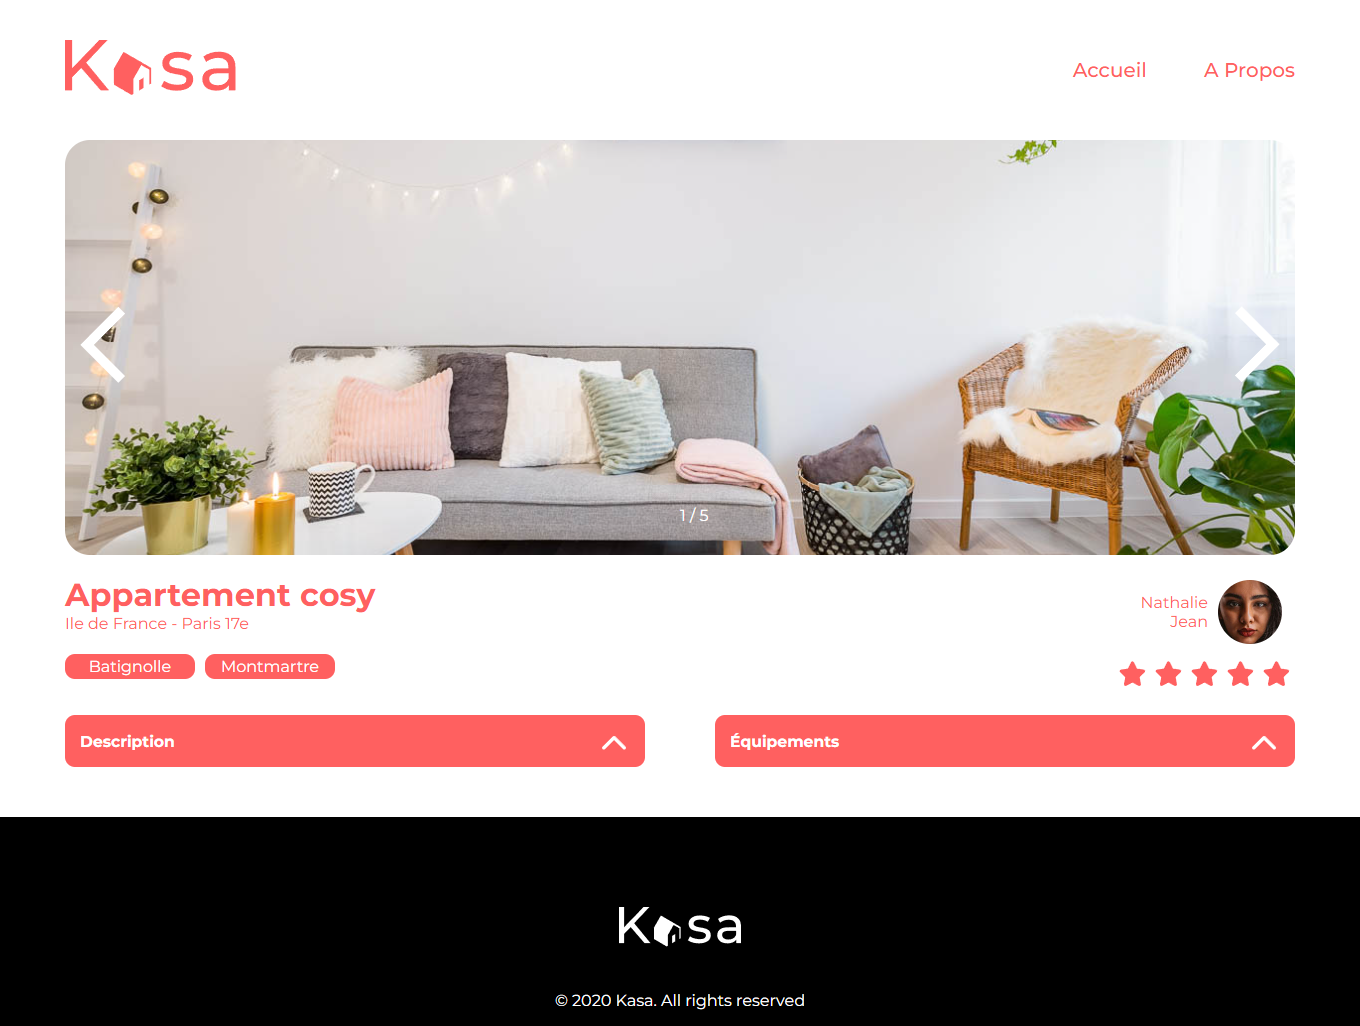 Kasa
Accueil
A Propos
1 / 5
Appartement cosy
Ile de France - Paris 17e
Nathalie
Jean
Batignolle
Montmartre
Description
Équipements
Kasa
© 2020 Kasa. All rights reserved